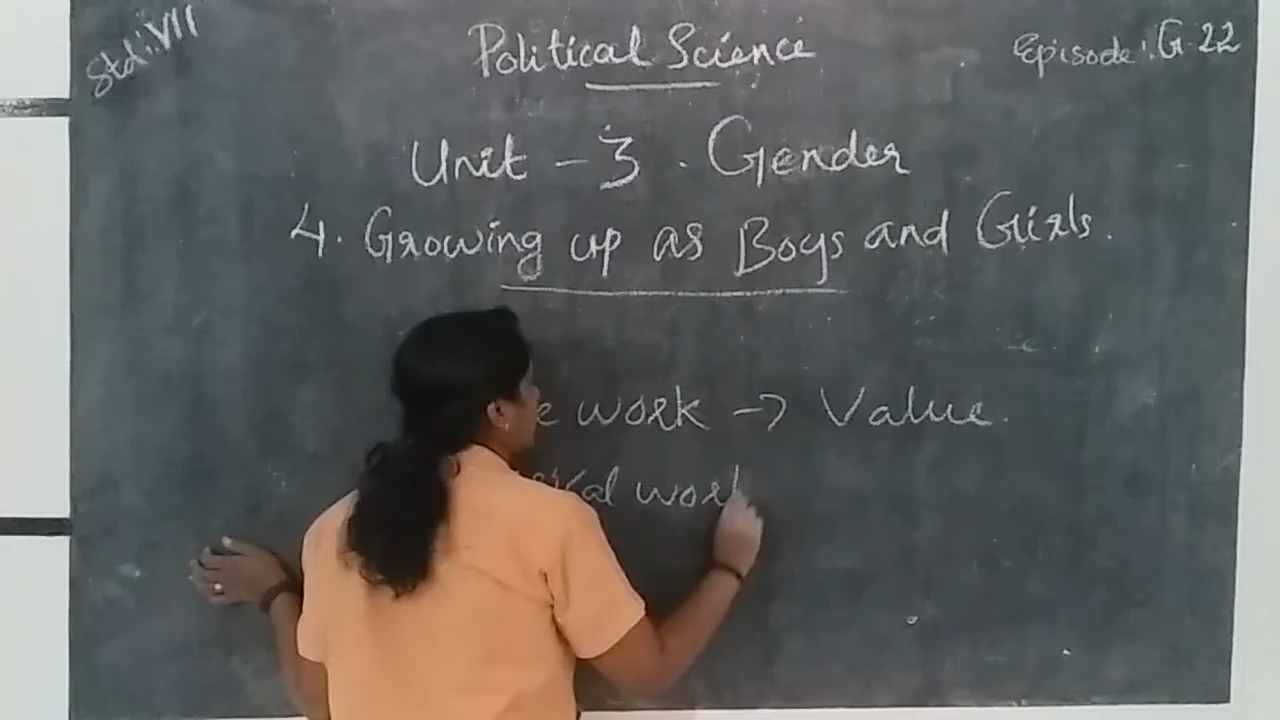 Std: VII
Political Science
Episode: G.22
Unit - 3. Gender
4. Growing up as Boys and Girls.
work -> Value.
work